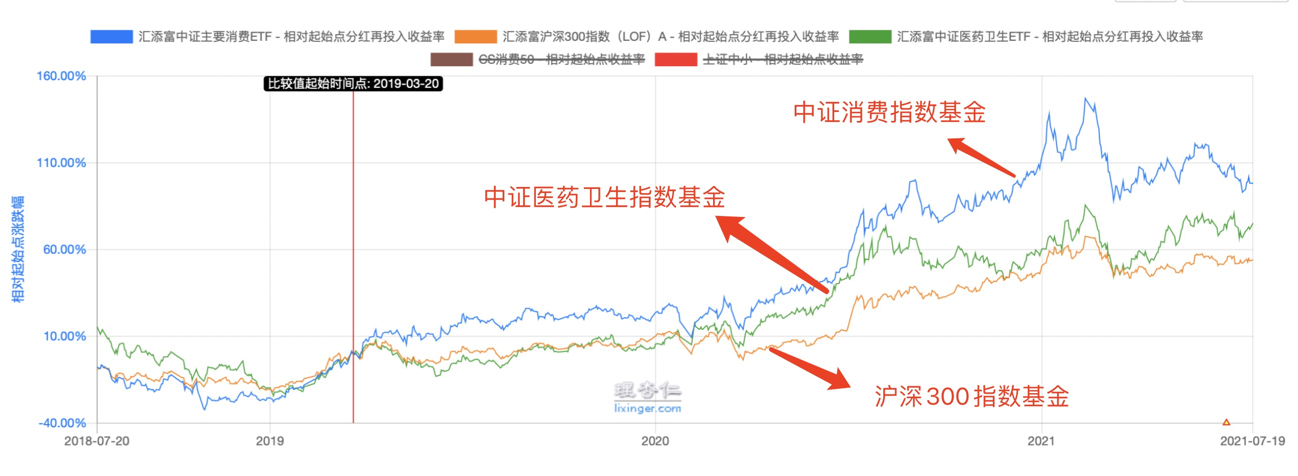 汇添富中证主要消费ETF - 相对起始点分红再投入收益率 汇添富沪深300指数（LOF）A - 相对起始点分红再投入收益率 汇添富中证医药卫生ETF - 相对起始点分红再投入收益率
CS消费50 - 相对起始点收益率 上证中小 - 相对起始点收益率
160.00%
比较值起始时间点: 2019-03-20
中证消费指数基金
110.00%
中证医药卫生指数基金
相对起始点涨跌幅
60.00%
10.00%
理杏仁
lixinger.com
沪深300指数基金
-40.00%
2018-07-20 2019 2020 2021 2021-07-19